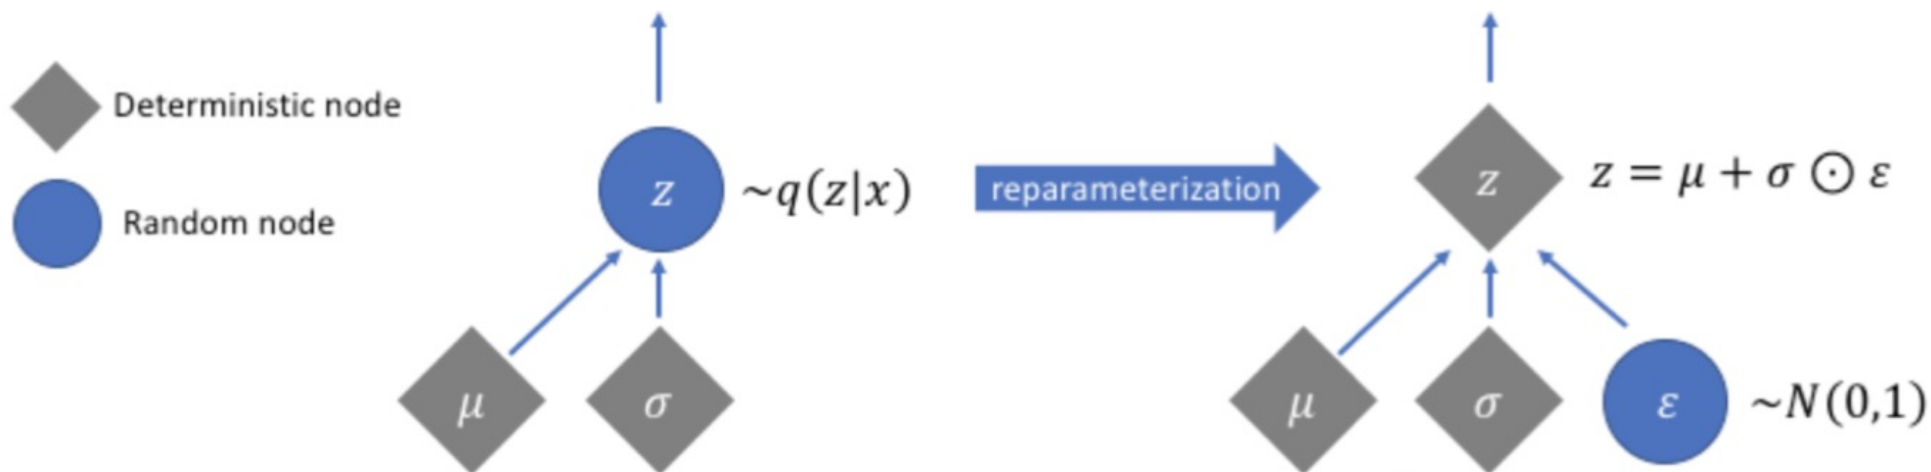 Deterministic node
Random node
z
~q(z|x)
μ
σ
reparameterization
z
z = μ + σ ⊙ ε
μ
σ
ε
~N(0,1)